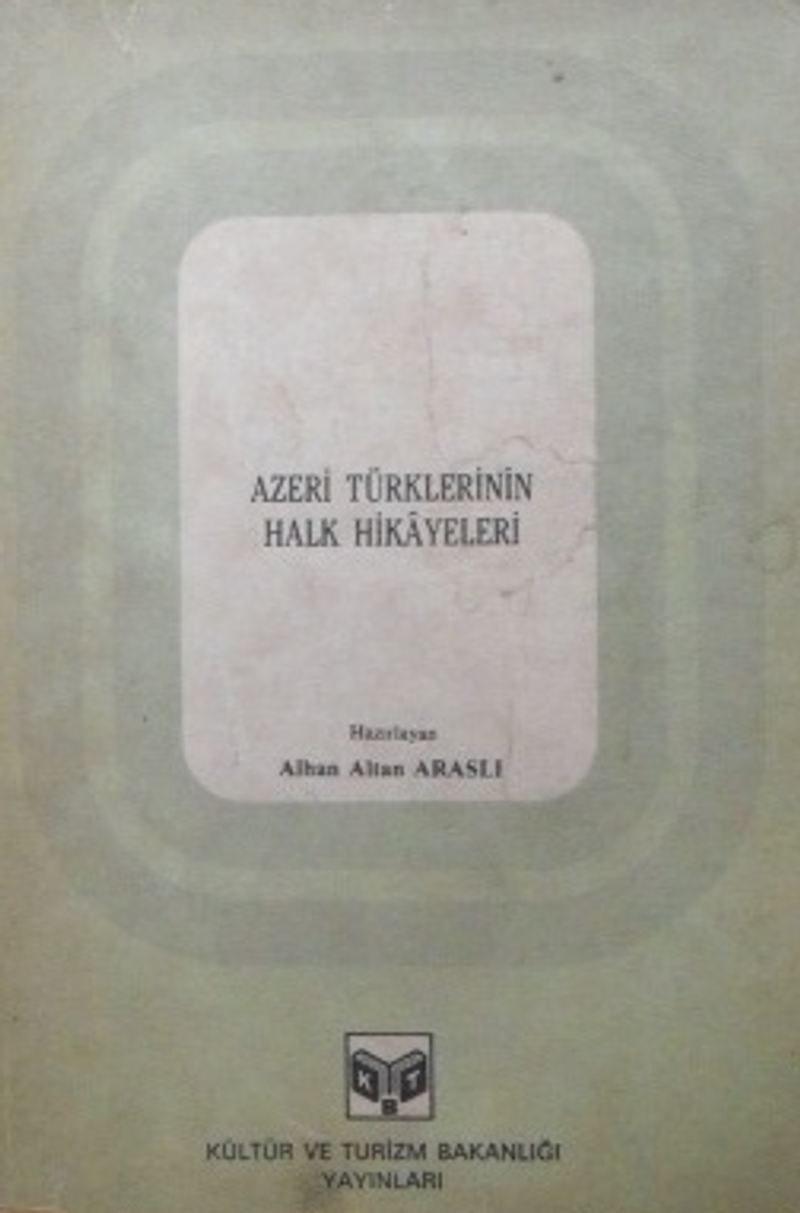 AZERİ TÜRKLERİNİN
HALK HİKÂYELERİ
Hazırlayan
Alhan Altan ARASLI
K T
B
KÜLTÜR VE TURİZM BAKANLIĞI
YAYINLARI